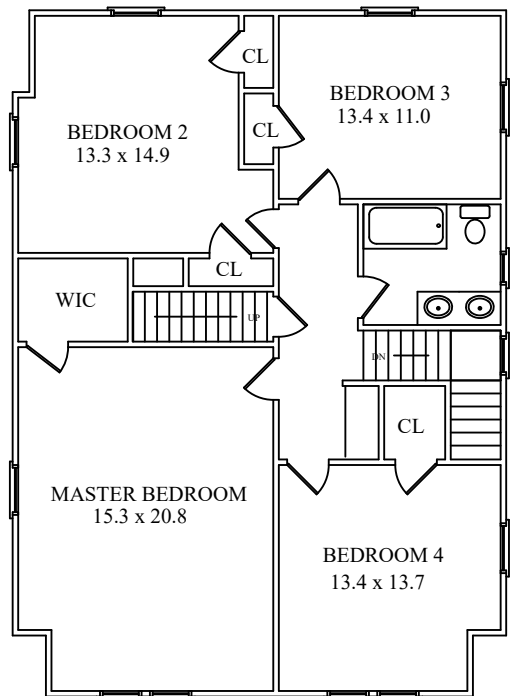 CL
BEDROOM 3
13.4 x 11.0
CL
BEDROOM 2
13.3 x 14.9
CL
WIC
UP
DN
CL
MASTER BEDROOM
15.3 x 20.8
BEDROOM 4
13.4 x 13.7